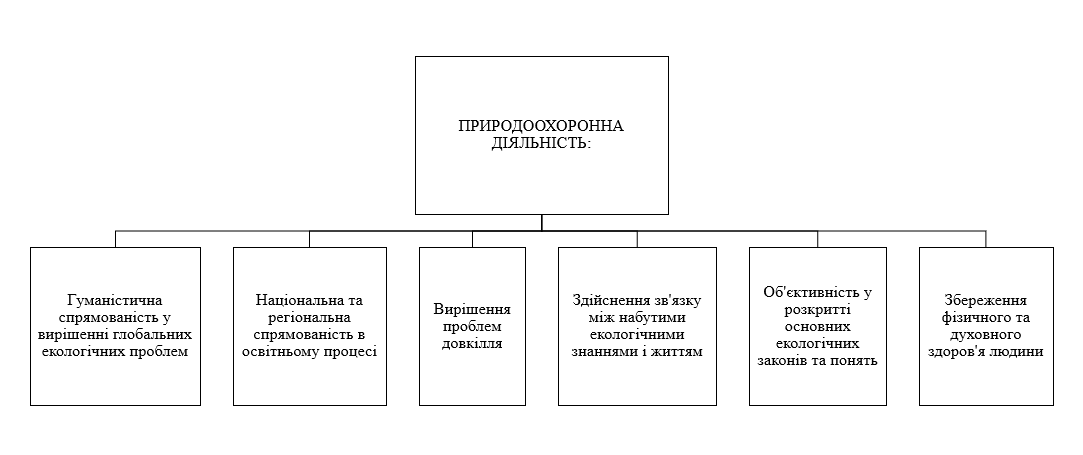 ПРИРОДООХОРОННА
ДІЯЛЬНІСТЬ:
Гуманістична
спрямованість у
вирішенні глобальних
екологічних проблем
Національна та
регіональна
спрямованість в
освітньому процесі
Вирішення
проблем
довкілля
Здійснення зв'язку
між набутими
екологічними
знаннями і життям
Об'єктивність у
розкритті
основних
екологічних
законів та понять
Збереження
фізичного та
духовного
здоров'я людини